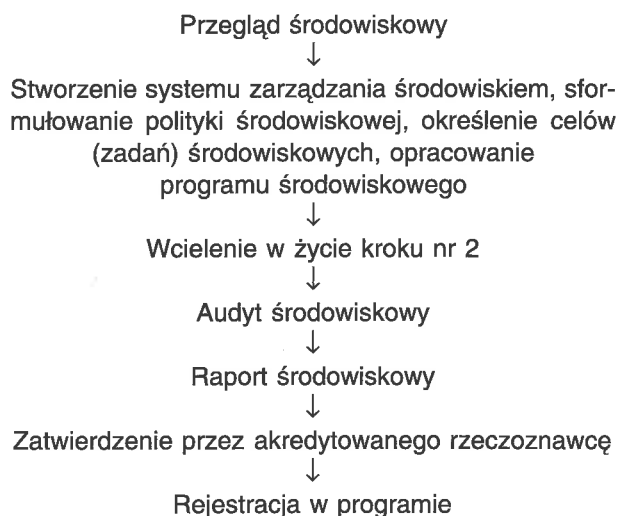 Przegląd środowiskowy
↓
Stworzenie systemu zarządzania środowiskiem, sfor-
mułowanie polityki środowiskowej, określenie celów
(zadań) środowiskowych, opracowanie
programu środowiskowego
↓
Wcielenie w życie kroku nr 2
↓
Audyt środowiskowy
↓
Raport środowiskowy
↓
Zatwierdzenie przez akredytowanego rzeczoznawcę
↓
Rejestracja w programie